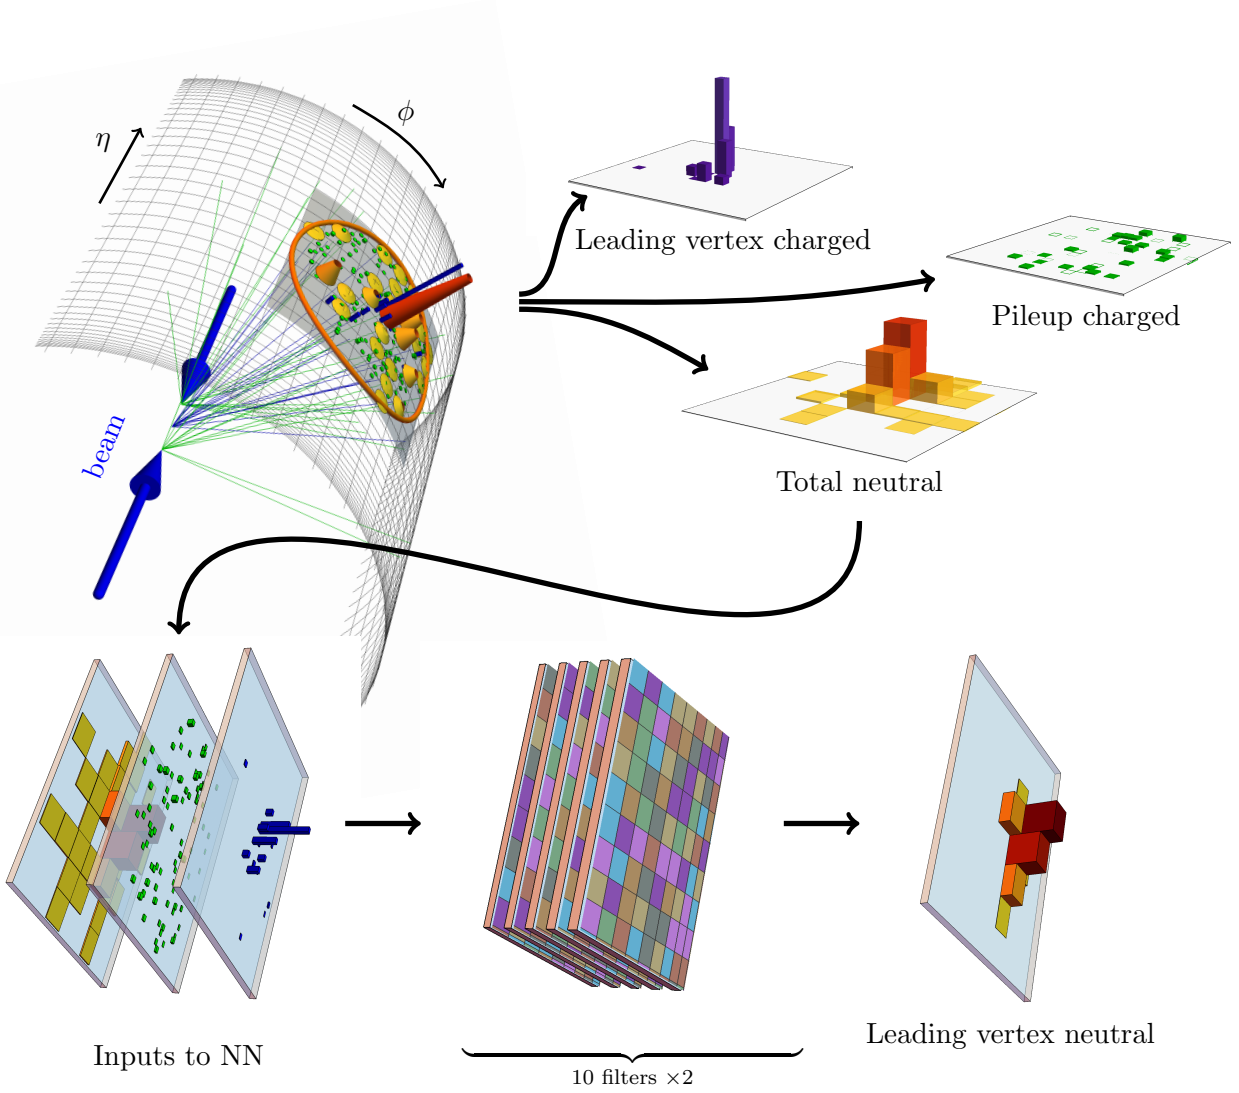 η
ϕ
beam
Leading vertex charged
Pileup charged
Total neutral
Inputs to NN
10 filters ×2
Leading vertex neutral